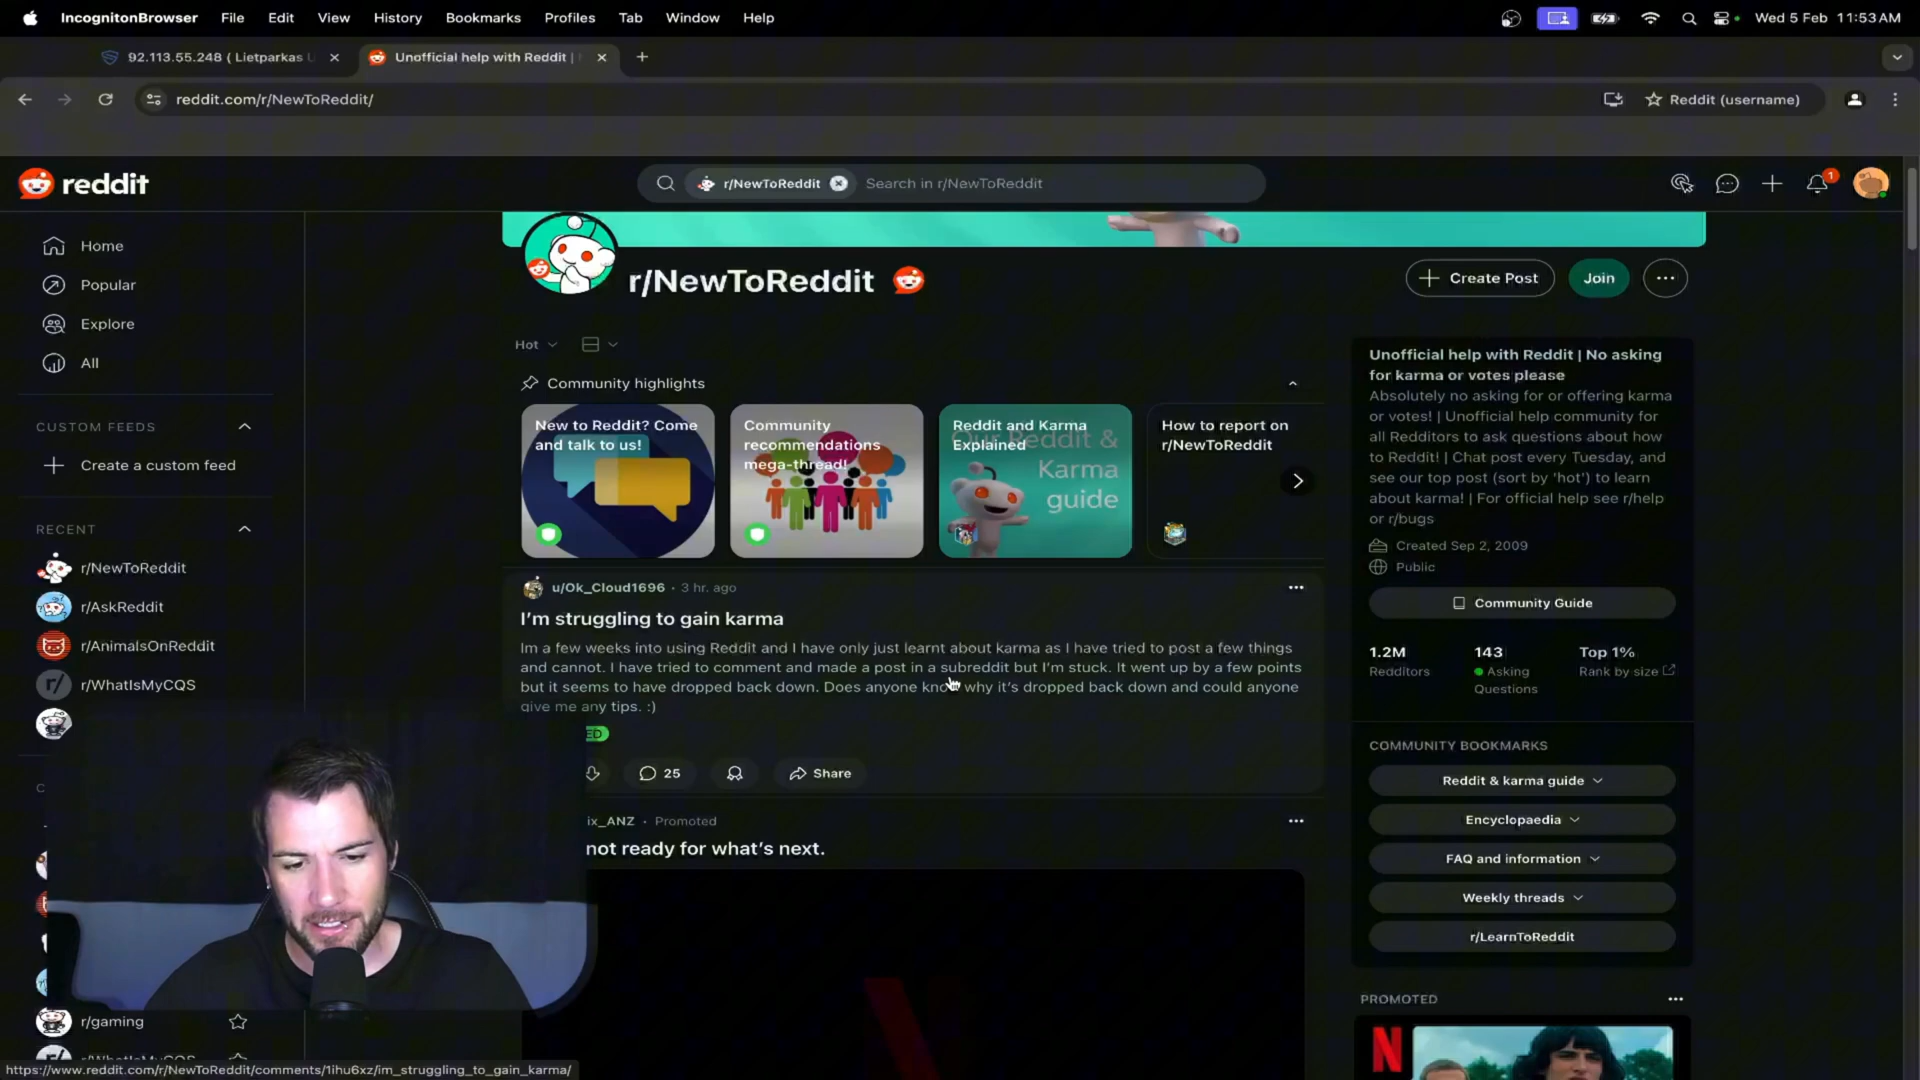 IncognitonBrowser File Edit View History Bookmarks Profiles Tab Window Help Wed 5 Feb 11:53 AM
92.113.55.248 ( Lietparkas U
Unofficial help with Reddit |
reddit.com/r/NewToReddit/
Reddit (username)
reddit
r/NewToReddit
Search in r/NewToReddit
1
Home
Popular
Explore
All
CUSTOM FEEDS
Create a custom feed
RECENT
r/NewToReddit
r/AskReddit
r/AnimalsOnReddit
r/WhatIsMyCQS
r/gaming
r/WhatIsMyCQS
r/NewToReddit
Create Post
Join
Hot
Community highlights
New to Reddit? Come
and talk to us!
Community
recommendations
mega-thread!
Reddit and Karma
Explained
Our Reddit &
Karma
guide
How to report on
r/NewToReddit
u/Ok_Cloud1696 · 3 hr. ago
I'm struggling to gain karma
Im a few weeks into using Reddit and I have only just learnt about karma as I have tried to post a few things
and cannot. I have tried to comment and made a post in a subreddit but I'm stuck. It went up by a few points
but it seems to have dropped back down. Does anyone know why it's dropped back down and could anyone
give me any tips. :)
ED
25
Share
ix_ANZ · Promoted
not ready for what's next.
Unofficial help with Reddit | No asking
for karma or votes please
Absolutely no asking for or offering karma
or votes! | Unofficial help community for
all Redditors to ask questions about how
to Reddit! | Chat post every Tuesday, and
see our top post (sort by 'hot') to learn
about karma! | For official help see r/help
or r/bugs
Created Sep 2, 2009
Public
Community Guide
1.2M
Redditors
143
Asking
Questions
Top 1%
Rank by size
COMMUNITY BOOKMARKS
Reddit & karma guide
Encyclopaedia
FAQ and information
Weekly threads
r/LearnToReddit
PROMOTED
N
https://www.reddit.com/r/NewToReddit/comments/1ihu6xz/im_struggling_to_gain_karma/